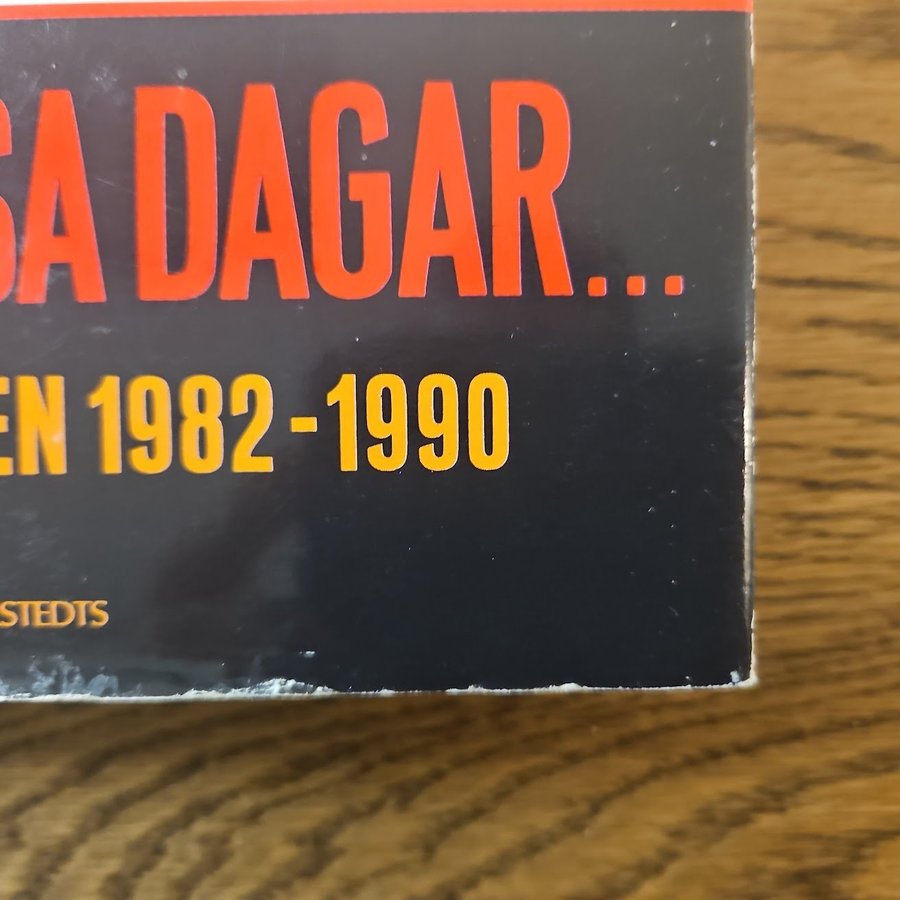 SA DAGAR...
EN 1982-1990
STEDTS